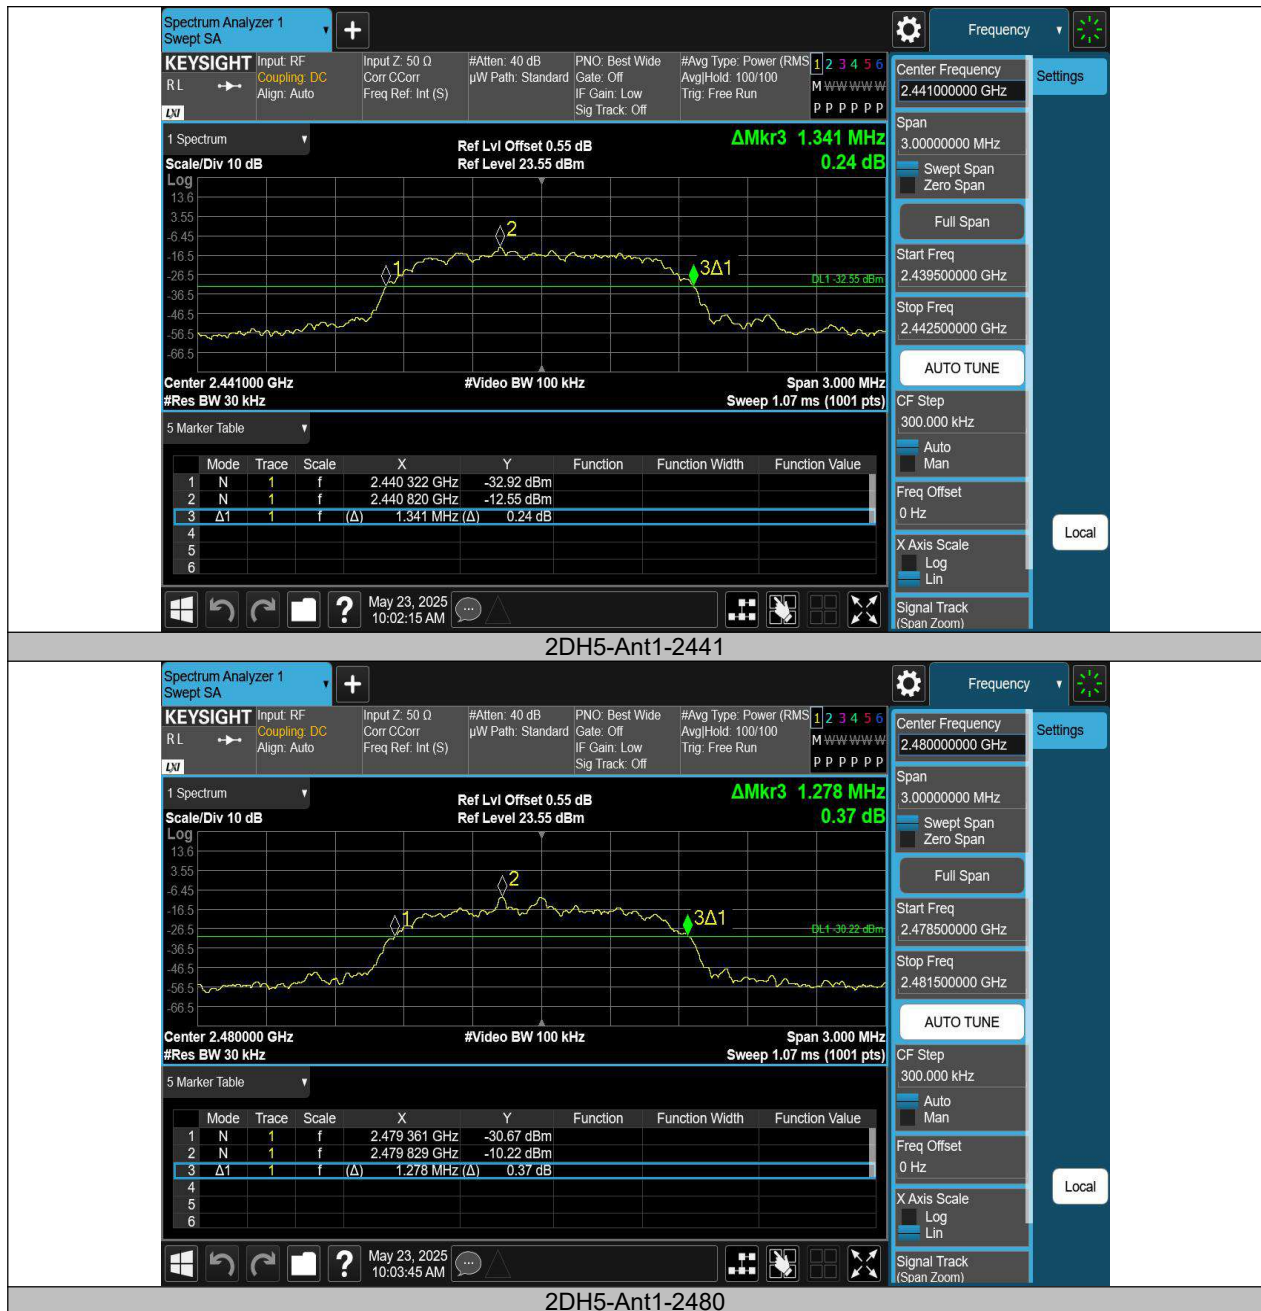 Spectrum Analyzer 1
Swept SA
Frequency
KEYSIGHT
R L
LXI
Input: RF
Coupling: DC
Align: Auto
Input Z: 50 Ω
Corr CCorr
Freq Ref: Int (S)
#Atten: 40 dB
µW Path: Standard
PNO: Best Wide
Gate: Off
IF Gain: Low
Sig Track: Off
#Avg Type: Power (RMS
Avg|Hold: 100/100
Trig: Free Run
1 2 3 4 5 6
M W W W W W
P P P P P P
Center Frequency
2.441000000 GHz
Settings
Span
3.00000000 MHz
Swept Span
Zero Span
Full Span
Start Freq
2.439500000 GHz
Stop Freq
2.442500000 GHz
AUTO TUNE
CF Step
300.000 kHz
Auto
Man
Freq Offset
0 Hz
X Axis Scale
Log
Lin
Signal Track
(Span Zoom)
Local
1 Spectrum
Scale/Div 10 dB
Ref Lvl Offset 0.55 dB
Ref Level 23.55 dBm
ΔMkr3 1.341 MHz
0.24 dB
Log
13.6
3.55
-6.45
-16.5
-26.5
-36.5
-46.5
-56.5
-66.5
1
2
3Δ1
DL1 -32.55 dBm
Center 2.441000 GHz
#Video BW 100 kHz
Span 3.000 MHz
#Res BW 30 kHz
Sweep 1.07 ms (1001 pts)
5 Marker Table
Mode Trace Scale X Y Function Function Width Function Value
1 N 1 f 2.440 322 GHz -32.92 dBm
2 N 1 f 2.440 820 GHz -12.55 dBm
3 Δ1 1 f (Δ) 1.341 MHz (Δ) 0.24 dB
4
5
6
?
May 23, 2025
10:02:15 AM
2DH5-Ant1-2441
Spectrum Analyzer 1
Swept SA
Frequency
KEYSIGHT
R L
LXI
Input: RF
Coupling: DC
Align: Auto
Input Z: 50 Ω
Corr CCorr
Freq Ref: Int (S)
#Atten: 40 dB
µW Path: Standard
PNO: Best Wide
Gate: Off
IF Gain: Low
Sig Track: Off
#Avg Type: Power (RMS
Avg|Hold: 100/100
Trig: Free Run
1 2 3 4 5 6
M W W W W W
P P P P P P
Center Frequency
2.480000000 GHz
Settings
Span
3.00000000 MHz
Swept Span
Zero Span
Full Span
Start Freq
2.478500000 GHz
Stop Freq
2.481500000 GHz
AUTO TUNE
CF Step
300.000 kHz
Auto
Man
Freq Offset
0 Hz
X Axis Scale
Log
Lin
Signal Track
(Span Zoom)
Local
1 Spectrum
Scale/Div 10 dB
Ref Lvl Offset 0.55 dB
Ref Level 23.55 dBm
ΔMkr3 1.278 MHz
0.37 dB
Log
13.6
3.55
-6.45
-16.5
-26.5
-36.5
-46.5
-56.5
-66.5
1
2
3Δ1
DL1 -30.22 dBm
Center 2.480000 GHz
#Video BW 100 kHz
Span 3.000 MHz
#Res BW 30 kHz
Sweep 1.07 ms (1001 pts)
5 Marker Table
Mode Trace Scale X Y Function Function Width Function Value
1 N 1 f 2.479 361 GHz -30.67 dBm
2 N 1 f 2.479 829 GHz -10.22 dBm
3 Δ1 1 f (Δ) 1.278 MHz (Δ) 0.37 dB
4
5
6
?
May 23, 2025
10:03:45 AM
2DH5-Ant1-2480